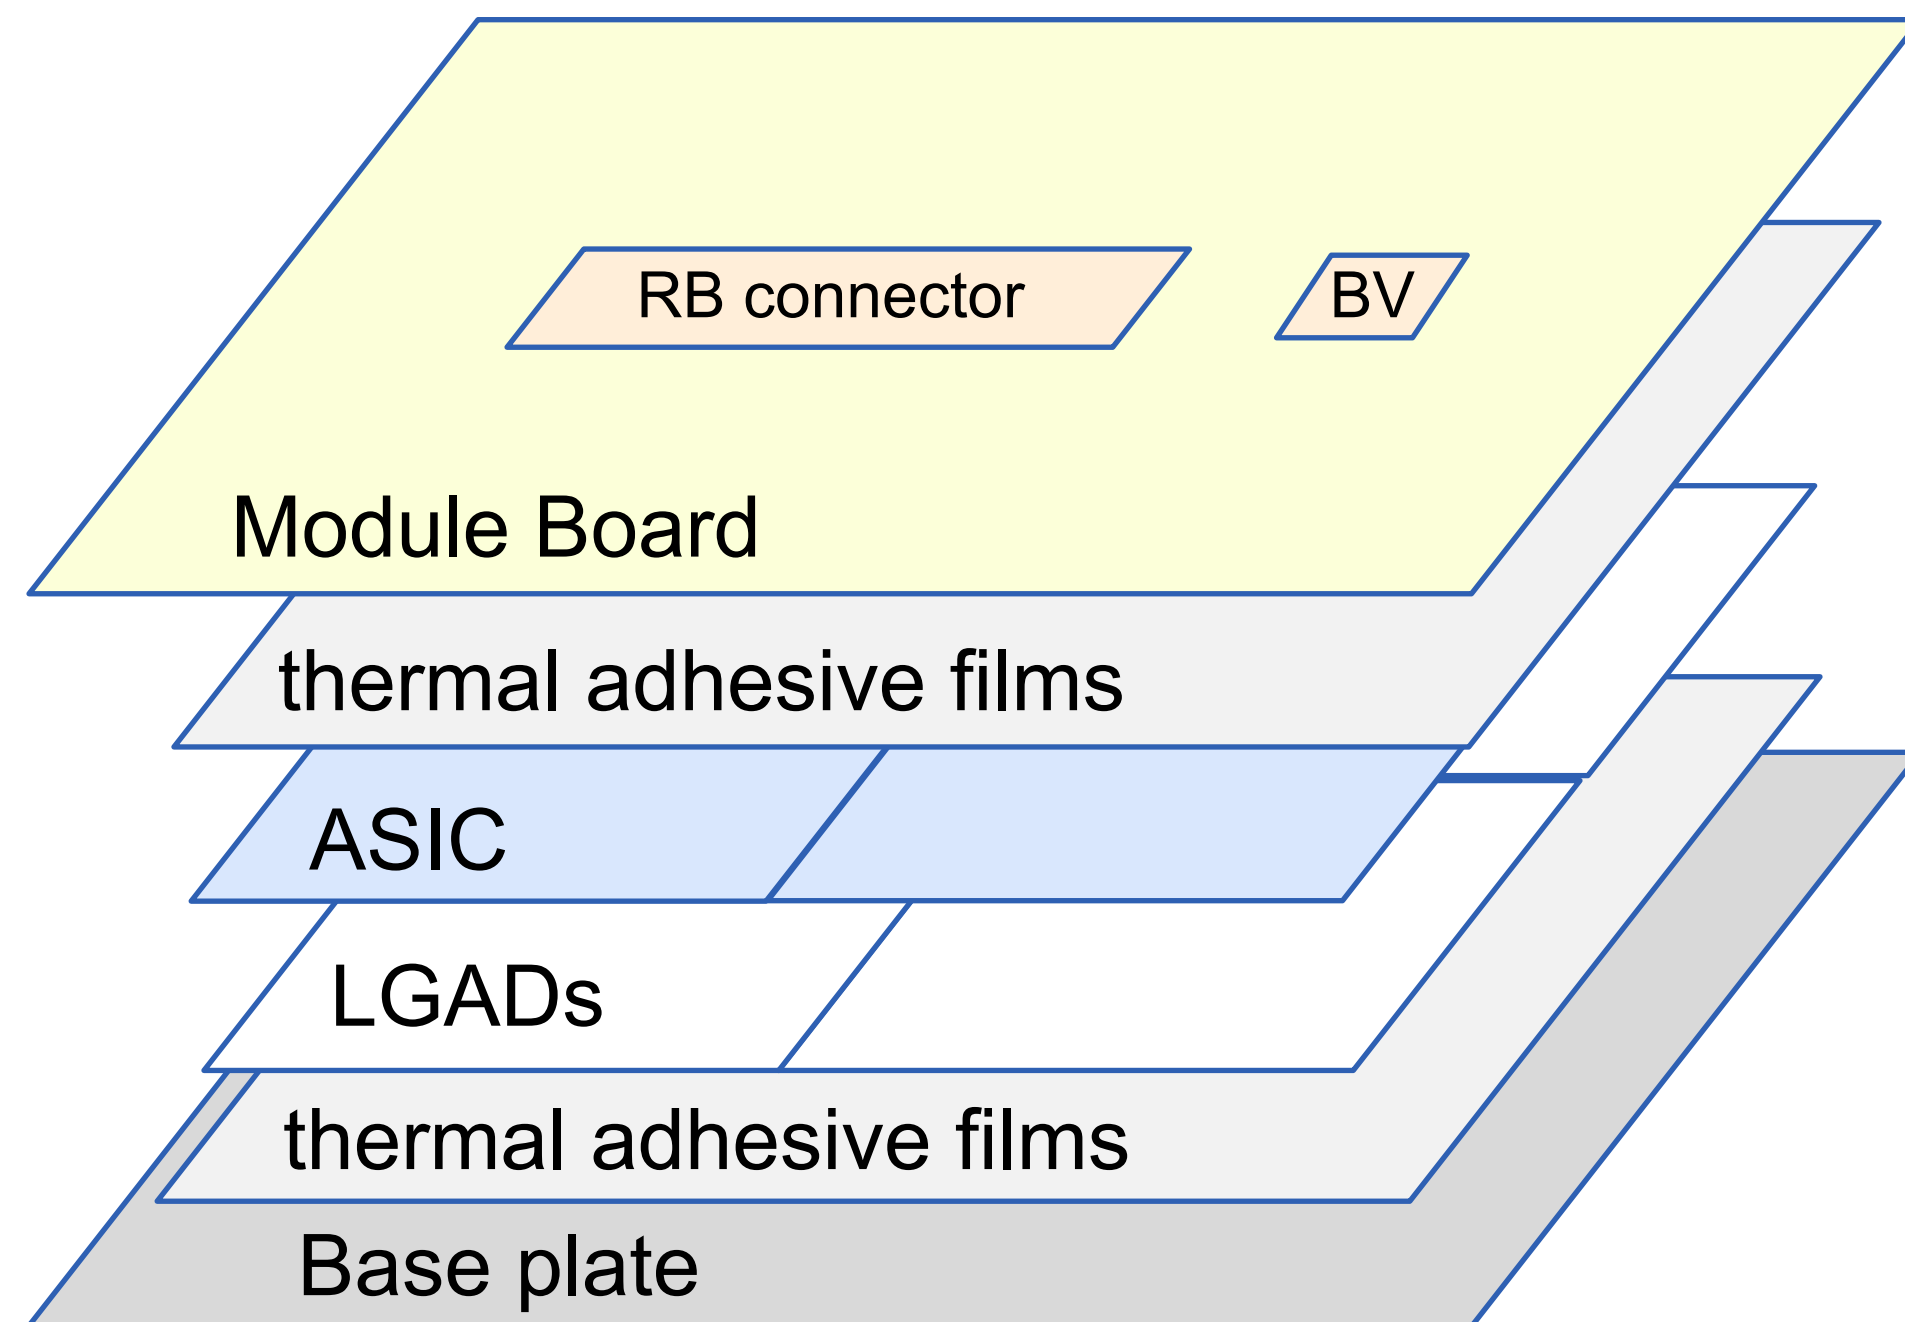 RB connector
BV
Module Board
thermal adhesive films
ASIC
LGADs
thermal adhesive films
Base plate